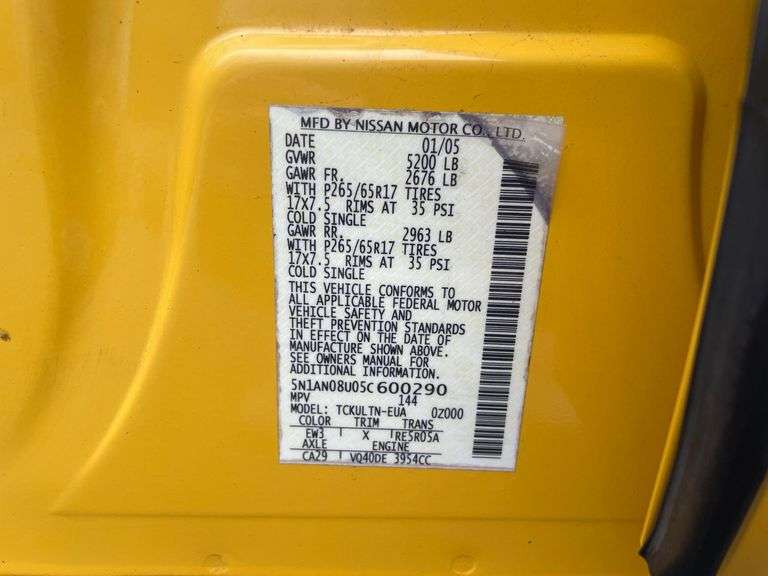 MFD BY NISSAN MOTOR CO., LTD.
DATE 01/05
GVWR 5200 LB
GAWR FR. 2676 LB
WITH P265/65R17 TIRES
17X7.5 RIMS AT 35 PSI
COLD SINGLE
GAWR RR. 2963 LB
WITH P265/65R17 TIRES
17X7.5 RIMS AT 35 PSI
COLD SINGLE
THIS VEHICLE CONFORMS TO
ALL APPLICABLE FEDERAL MOTOR
VEHICLE SAFETY AND
THEFT PREVENTION STANDARDS
IN EFFECT ON THE DATE OF
MANUFACTURE SHOWN ABOVE.
SEE OWNERS MANUAL FOR
ADDITIONAL INFORMATION
5N1AN08U05C600290
MPV 144
MODEL: TCKULTN-EUA 0Z000
COLOR TRIM TRANS
EW3 X RE5R05A
AXLE ENGINE
CA29 VQ40DE 3954CC